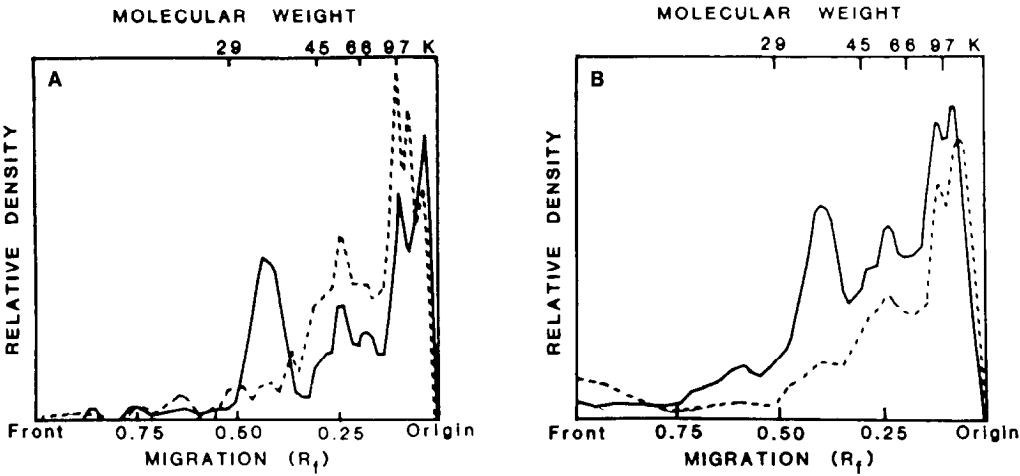 MOLECULAR WEIGHT
29 45 66 97 K
A
RELATIVE DENSITY
Front 0.75 0.50 0.25 Origin
MIGRATION (Rf)
MOLECULAR WEIGHT
29 45 66 97 K
B
RELATIVE DENSITY
Front 0.75 0.50 0.25 Origin
MIGRATION (Rf)